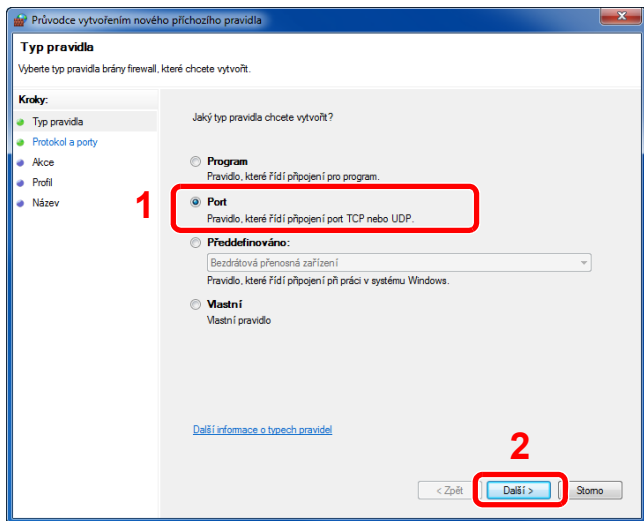 Průvodce vytvořením nového příchozího pravidla
Typ pravidla
Vyberte typ pravidla brány firewall, které chcete vytvořit.
Kroky:
Typ pravidla
Protokol a porty
Akce
Profil
Název
Jaký typ pravidla chcete vytvořit?
Program
Pravidlo, které řídí připojení pro program.
1
Port
Pravidlo, které řídí připojení port TCP nebo UDP.
Předdefinováno:
Bezdrátová přenosná zařízení
Pravidlo, které řídí připojení při práci v systému Windows.
Vlastní
Vlastní pravidlo
Další informace o typech pravidel
2
< Zpět
Další >
Storno